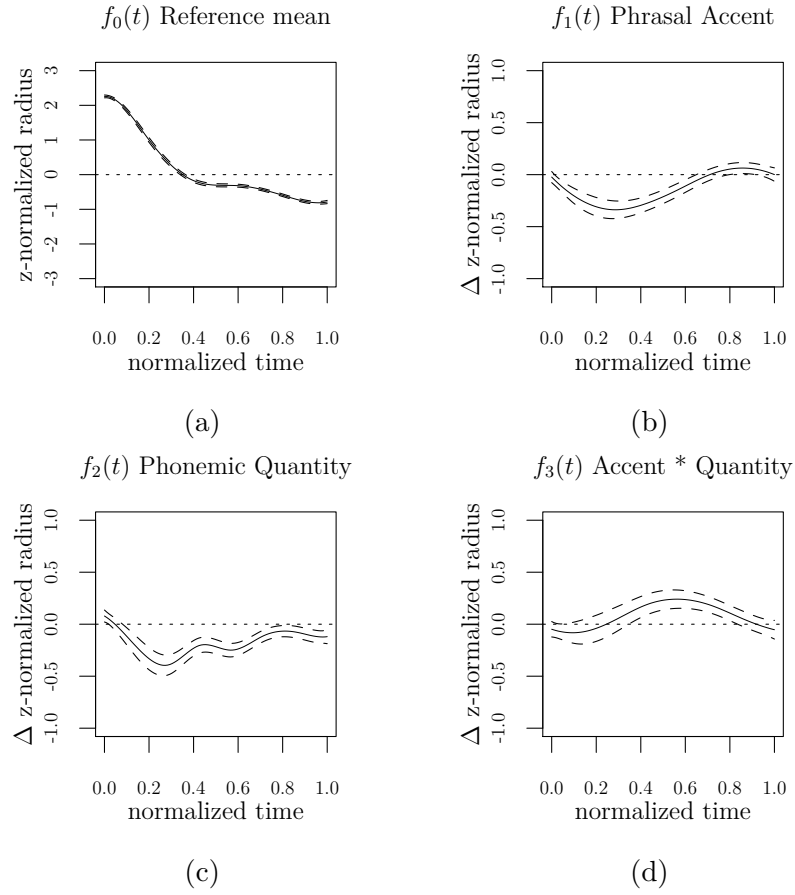 f₀(t) Reference mean
z-normalized radius
3
2
1
0
-1
-2
-3
0.0 0.2 0.4 0.6 0.8 1.0
normalized time
(a)
f₁(t) Phrasal Accent
Δ z-normalized radius
1.0
0.5
0.0
-0.5
-1.0
0.0 0.2 0.4 0.6 0.8 1.0
normalized time
(b)
f₂(t) Phonemic Quantity
Δ z-normalized radius
1.0
0.5
0.0
-0.5
-1.0
0.0 0.2 0.4 0.6 0.8 1.0
normalized time
(c)
f₃(t) Accent * Quantity
Δ z-normalized radius
1.0
0.5
0.0
-0.5
-1.0
0.0 0.2 0.4 0.6 0.8 1.0
normalized time
(d)